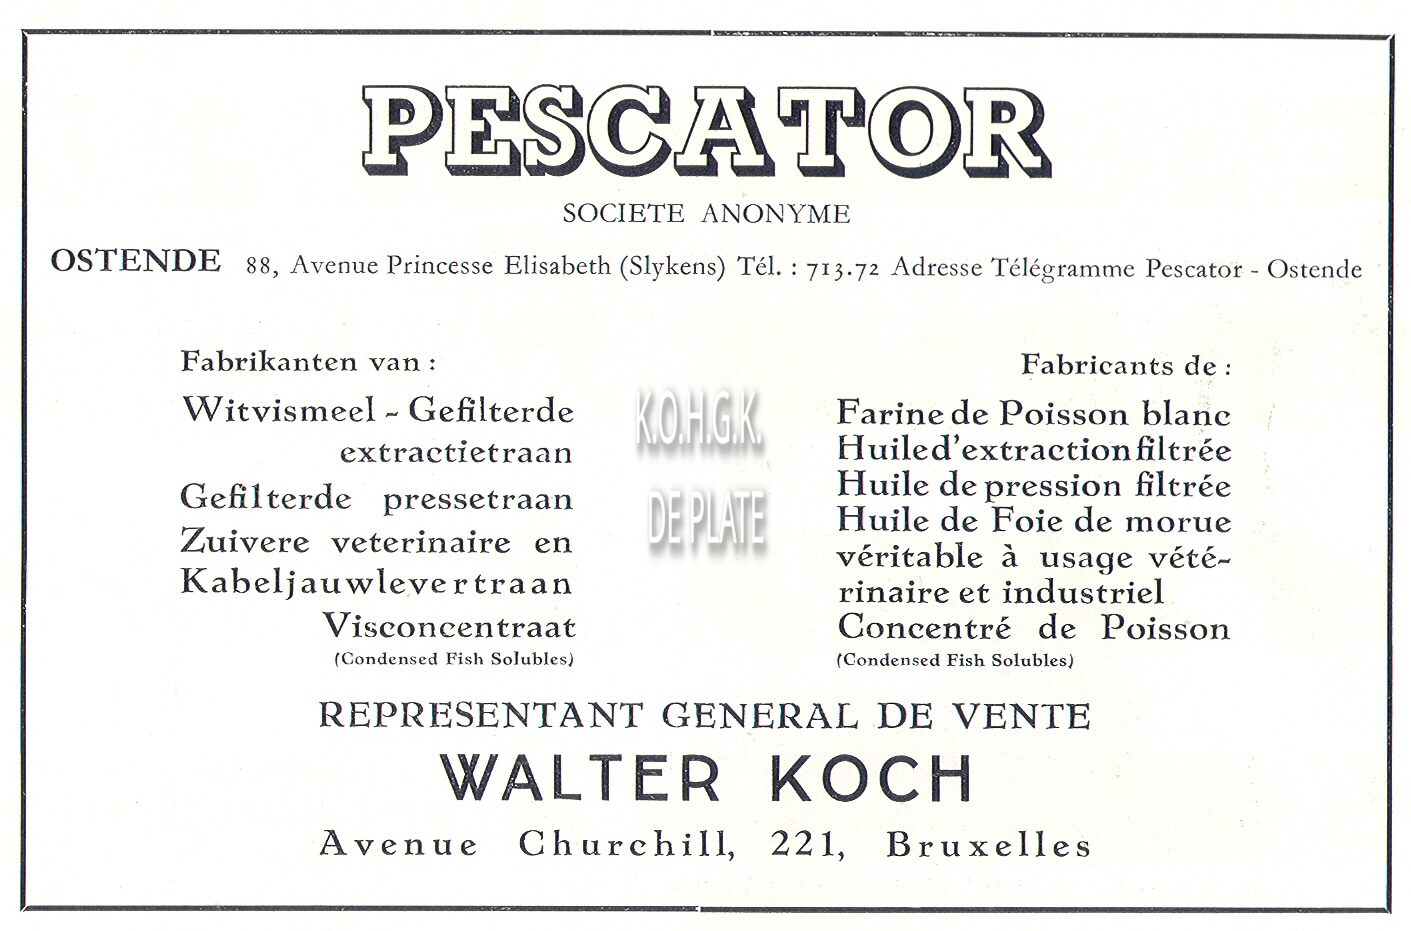 PESCATOR
SOCIETE ANONYME
OSTENDE 88, Avenue Princesse Elisabeth (Slykens) Tél. : 713.72 Adresse Télégramme Pescator - Ostende
Fabrikanten van :
Witvismeel - Gefilterde
extractietraan
Gefilterde pressetraan
Zuivere veterinaire en
Kabeljauwlevertraan
Visconcentraat
(Condensed Fish Solubles)
K.O.H.G.K.
DE PLATE
Fabricants de :
Farine de Poisson blanc
Huile d'extraction filtrée
Huile de pression filtrée
Huile de Foie de morue
véritable à usage vété-
rinaire et industriel
Concentré de Poisson
(Condensed Fish Solubles)
REPRESENTANT GENERAL DE VENTE
WALTER KOCH
Avenue Churchill, 221, Bruxelles